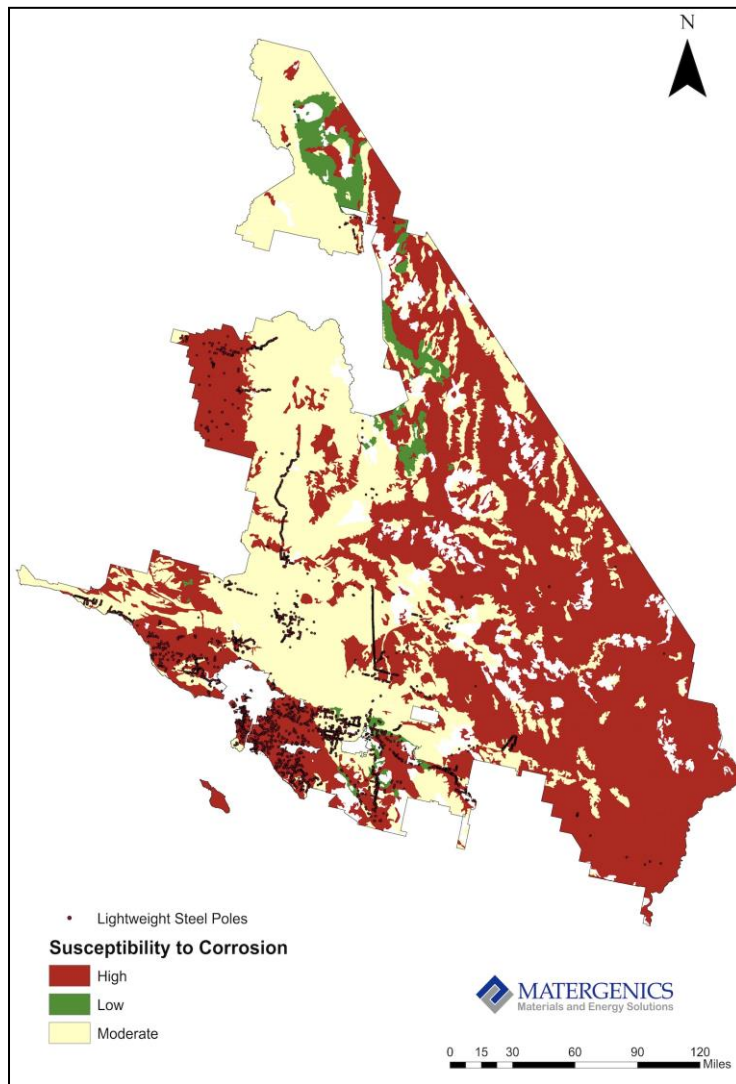 N
Lightweight Steel Poles
Susceptibility to Corrosion
High
Low
Moderate
MATERGENICS
Materials and Energy Solutions
0 15 30 60 90 120
Miles